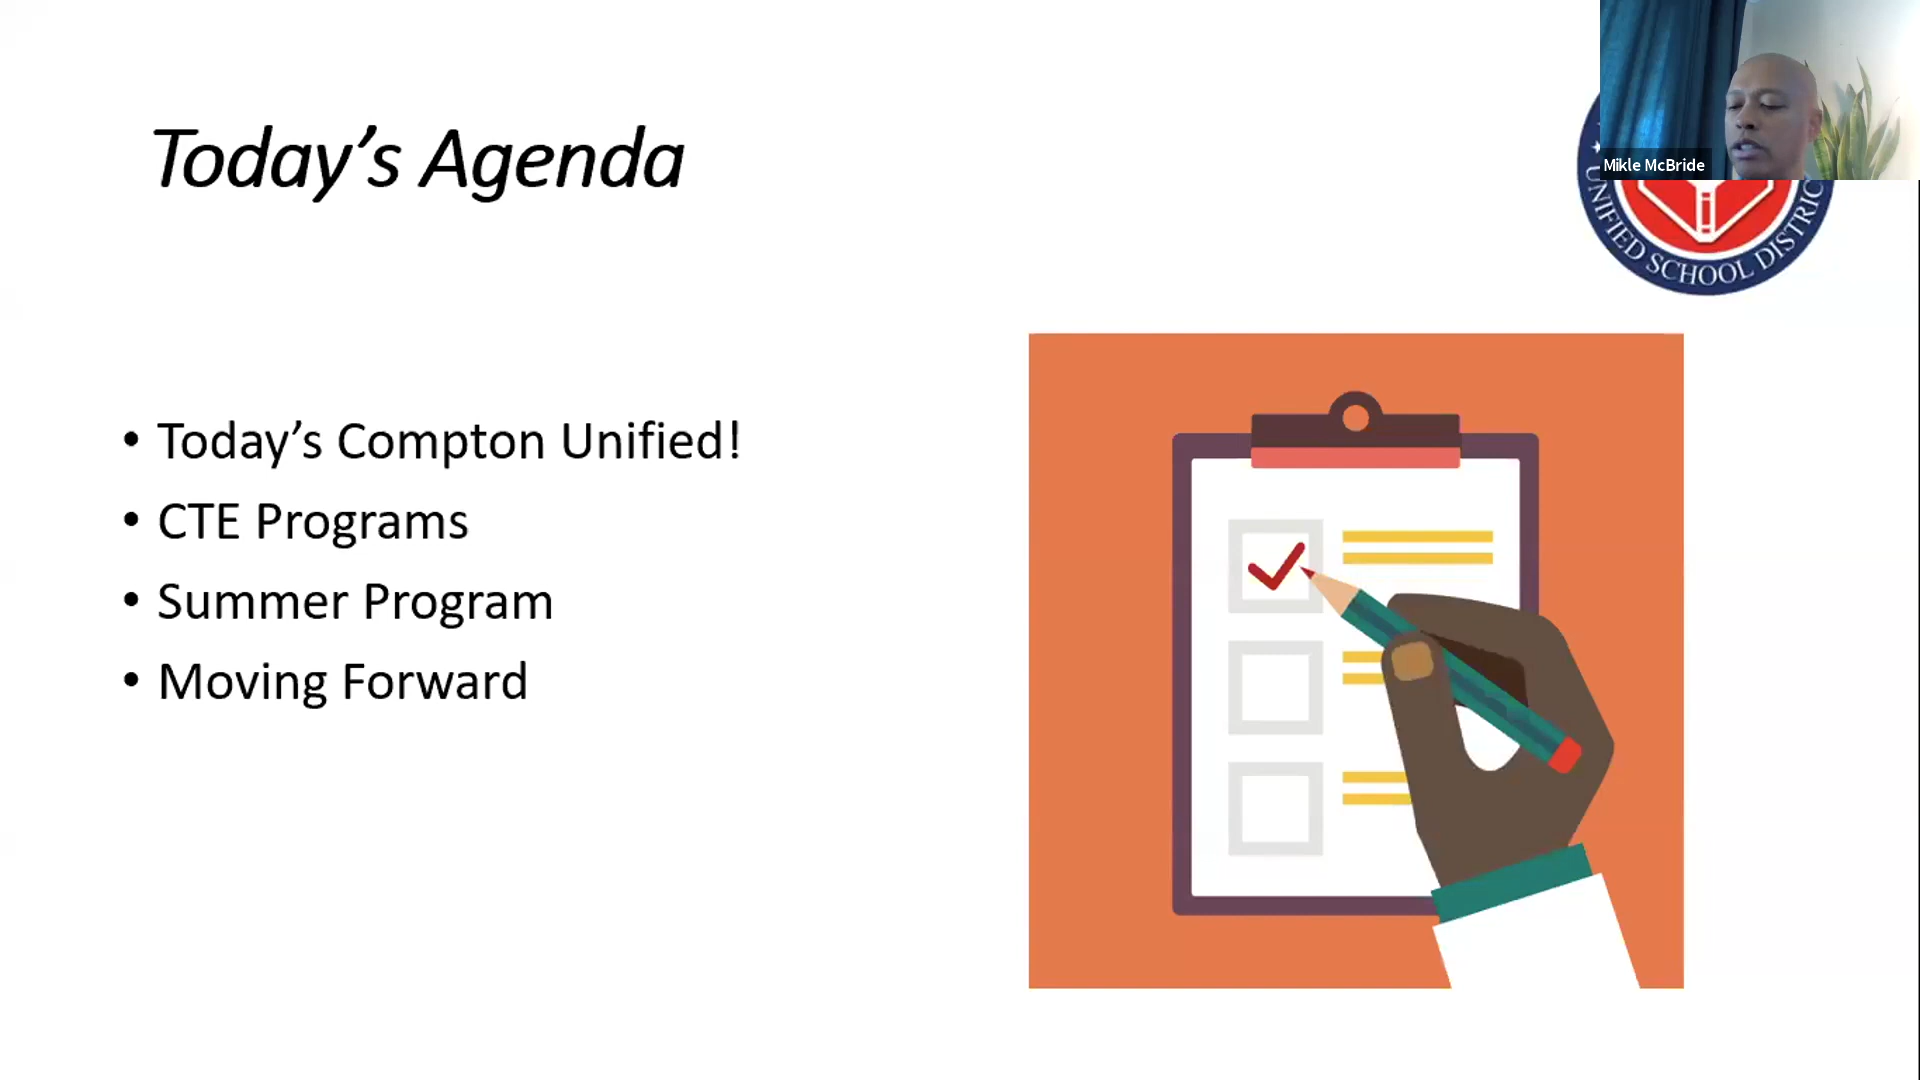 Today’s Agenda
Mikle McBride
UNIFIED SCHOOL DISTRIC
• Today’s Compton Unified!
• CTE Programs
• Summer Program
• Moving Forward